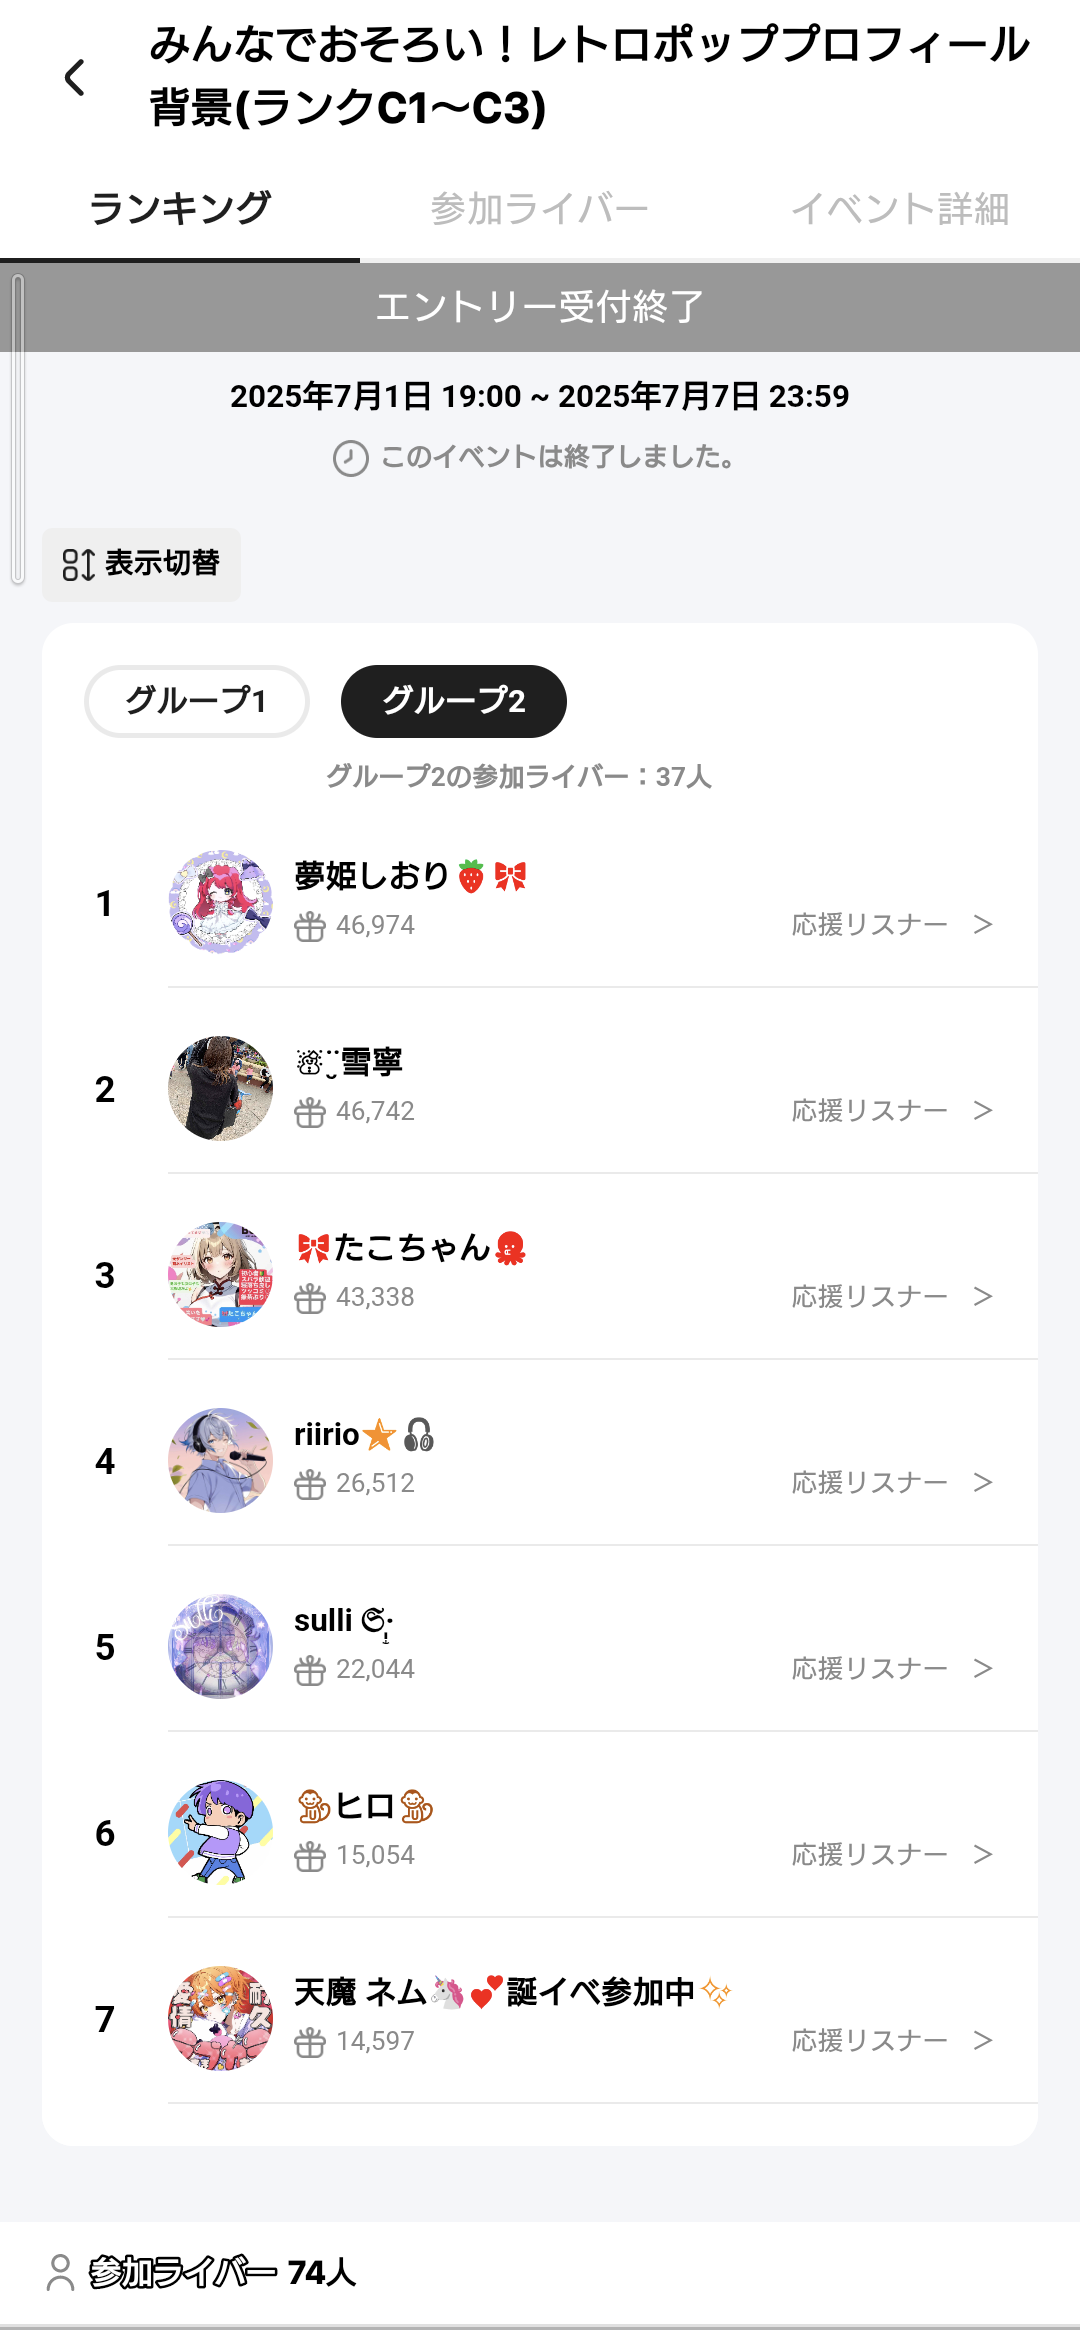 みんなでおそろい！レトロポッププロフィール
背景(ランクC1〜C3)
ランキング 参加ライバー イベント詳細
エントリー受付終了
2025年7月1日 19:00 ~ 2025年7月7日 23:59
このイベントは終了しました。
表示切替
グループ1 グループ2
グループ2の参加ライバー：37人
1 夢姫しおり🍓🎀
46,974 応援リスナー >
2 ☃️¨̮雪寧
46,742 応援リスナー >
3 🎀たこちゃん🐙
43,338 応援リスナー >
4 riirio⭐🎧
26,512 応援リスナー >
5 sulli
22,044 応援リスナー >
6 🐒ヒロ🐒
15,054 応援リスナー >
7 天魔 ネム🦄💕誕イベ参加中✨
14,597 応援リスナー >
参加ライバー 74人